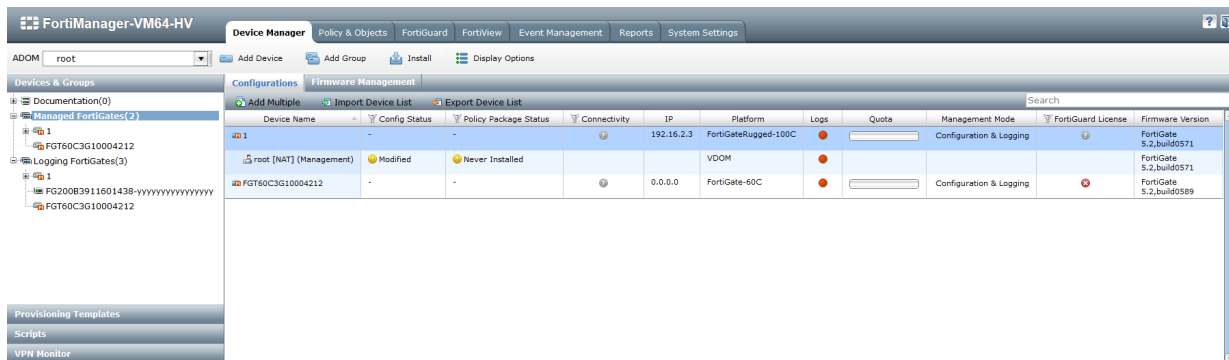 FortiManager-VM64-HV
Device Manager Policy & Objects FortiGuard FortiView Event Management Reports System Settings
ADOM root Add Device Add Group Install Display Options
Devices & Groups
Documentation(0)
Managed FortiGates(2)
1
FGT60C3G10004212
Logging FortiGates(3)
1
FG200B3911601438-yyyyyyyyyyyyyyyy
FGT60C3G10004212
Provisioning Templates
Scripts
VPN Monitor
Configurations Firmware Management
Add Multiple Import Device List Export Device List Search
Device Name Config Status Policy Package Status Connectivity IP Platform Logs Quota Management Mode FortiGuard License Firmware Version
1 - - 192.16.2.3 FortiGateRugged-100C Configuration & Logging FortiGate 5.2,build0571
root [NAT] (Management) Modified Never Installed VDOM FortiGate 5.2,build0571
FGT60C3G10004212 - - 0.0.0.0 FortiGate-60C Configuration & Logging FortiGate 5.2,build0589